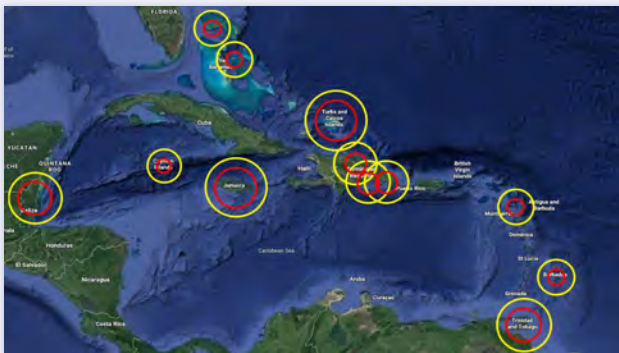 FLORIDA
Cuba
Turks and
Caicos
Islands
YUCATAN
QUINTANA
ROO
CHE
Haiti
Jamaica
Puerto Rico
British
Virgin
Islands
Belize
Antigua and
Barbuda
Montserrat
Dominica
Honduras
Caribbean Sea
St Lucia
El Salvador
Barbados
Nicaragua
Aruba
Curaçao
Grenada
Costa Rica
Trinidad
and Tobago